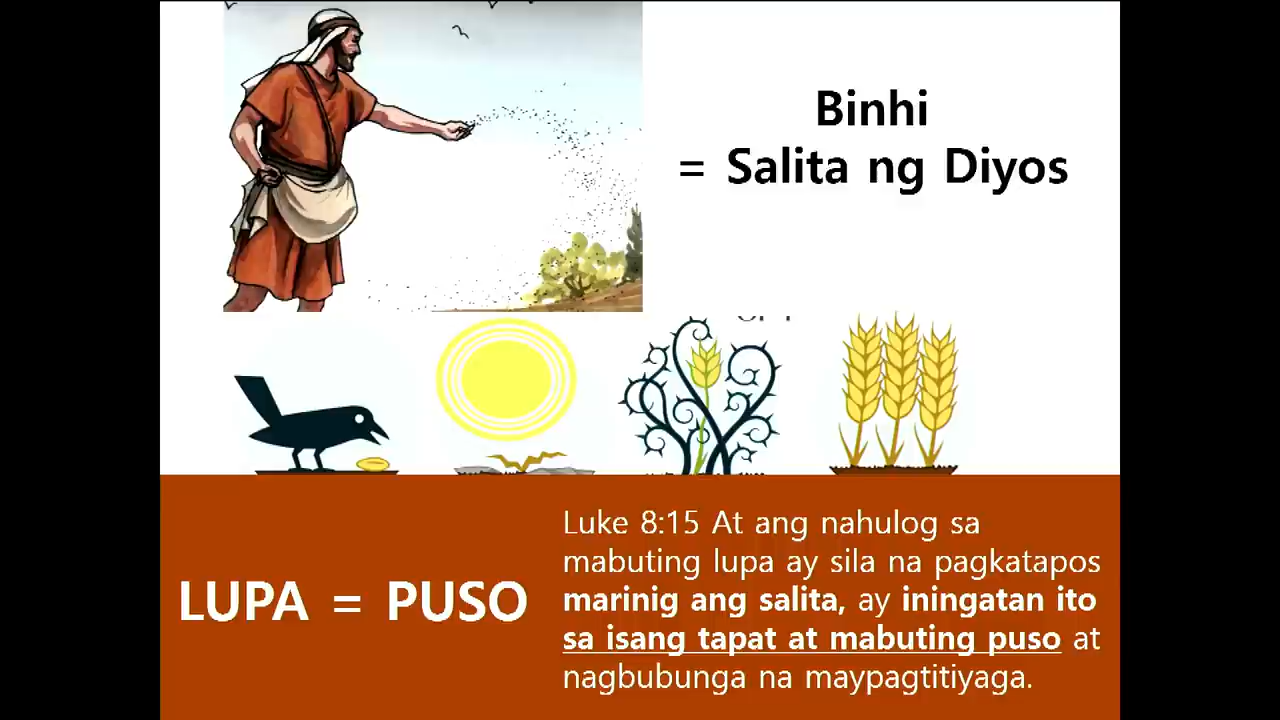 Binhi
= Salita ng Diyos
LUPA = PUSO
Luke 8:15 At ang nahulog sa
mabuting lupa ay sila na pagkatapos
marinig ang salita, ay iningatan ito
sa isang tapat at mabuting puso at
nagbubunga na maypagtitiyaga.